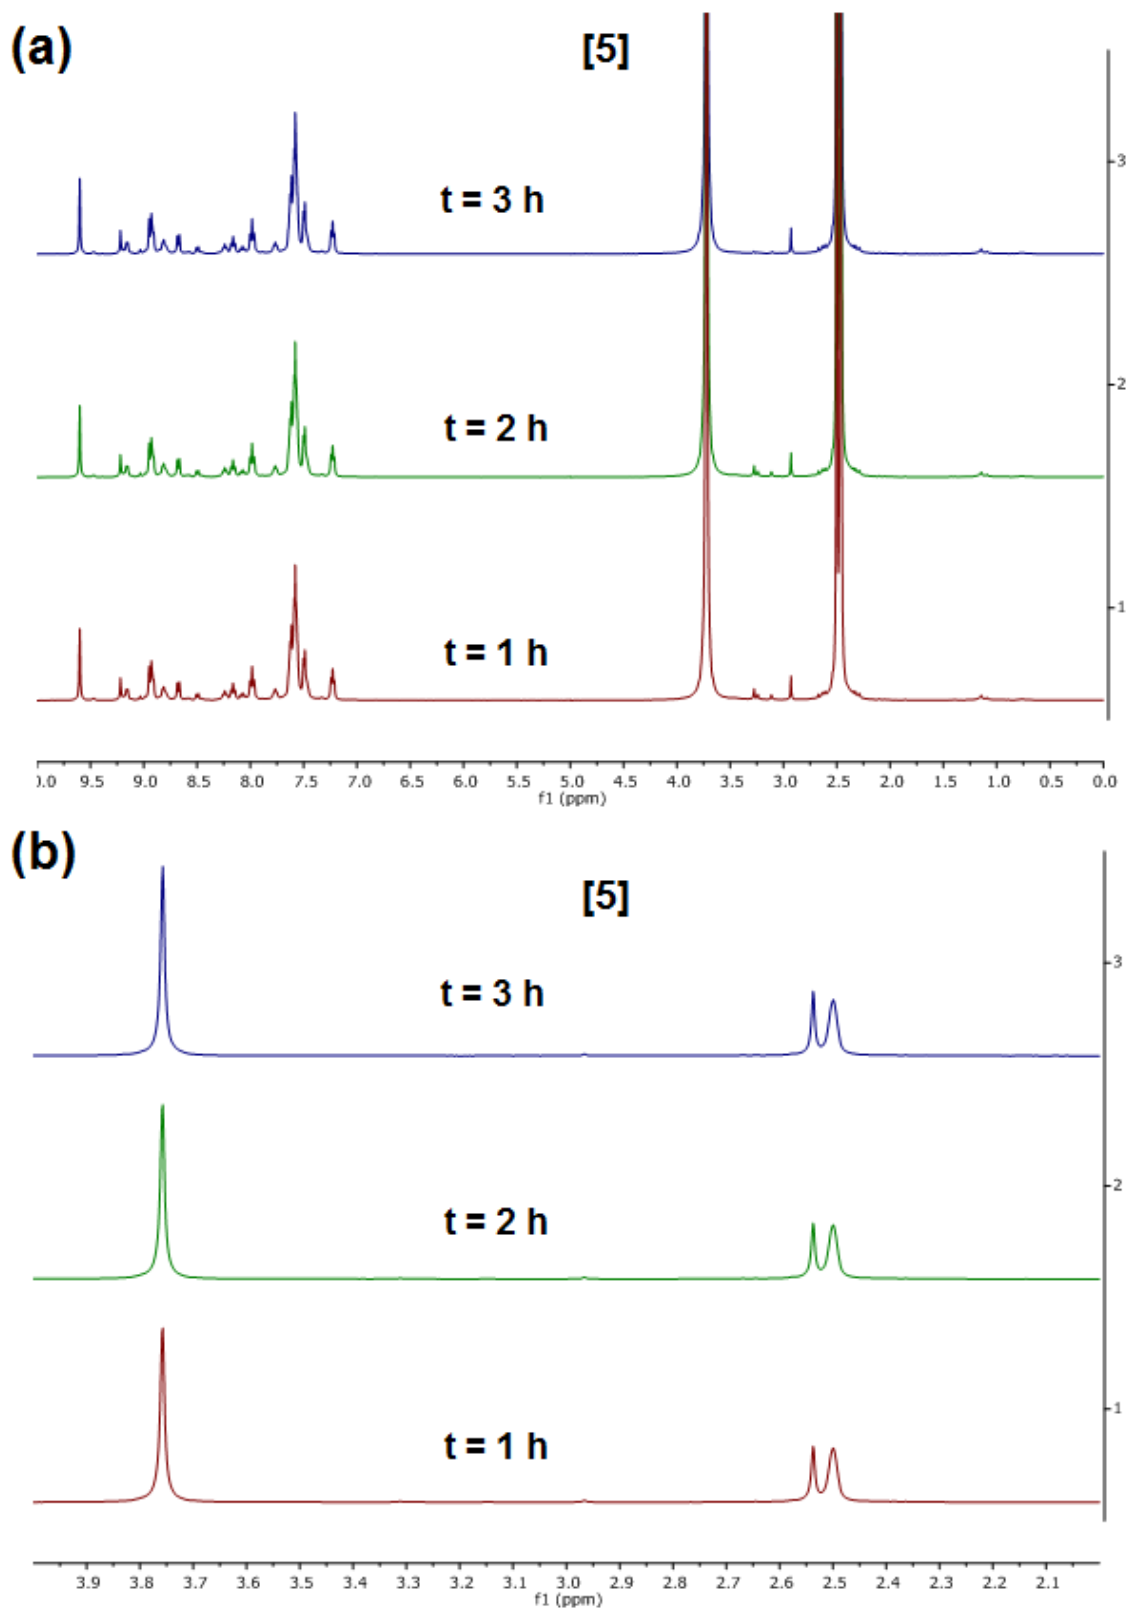 (a)
[5]
t = 3 h
3
t = 2 h
2
t = 1 h
1
0.0 9.5 9.0 8.5 8.0 7.5 7.0 6.5 6.0 5.5 5.0 4.5 4.0 3.5 3.0 2.5 2.0 1.5 1.0 0.5 0.0
f1 (ppm)
(b)
[5]
t = 3 h
3
t = 2 h
2
t = 1 h
1
3.9 3.8 3.7 3.6 3.5 3.4 3.3 3.2 3.1 3.0 2.9 2.8 2.7 2.6 2.5 2.4 2.3 2.2 2.1
f1 (ppm)